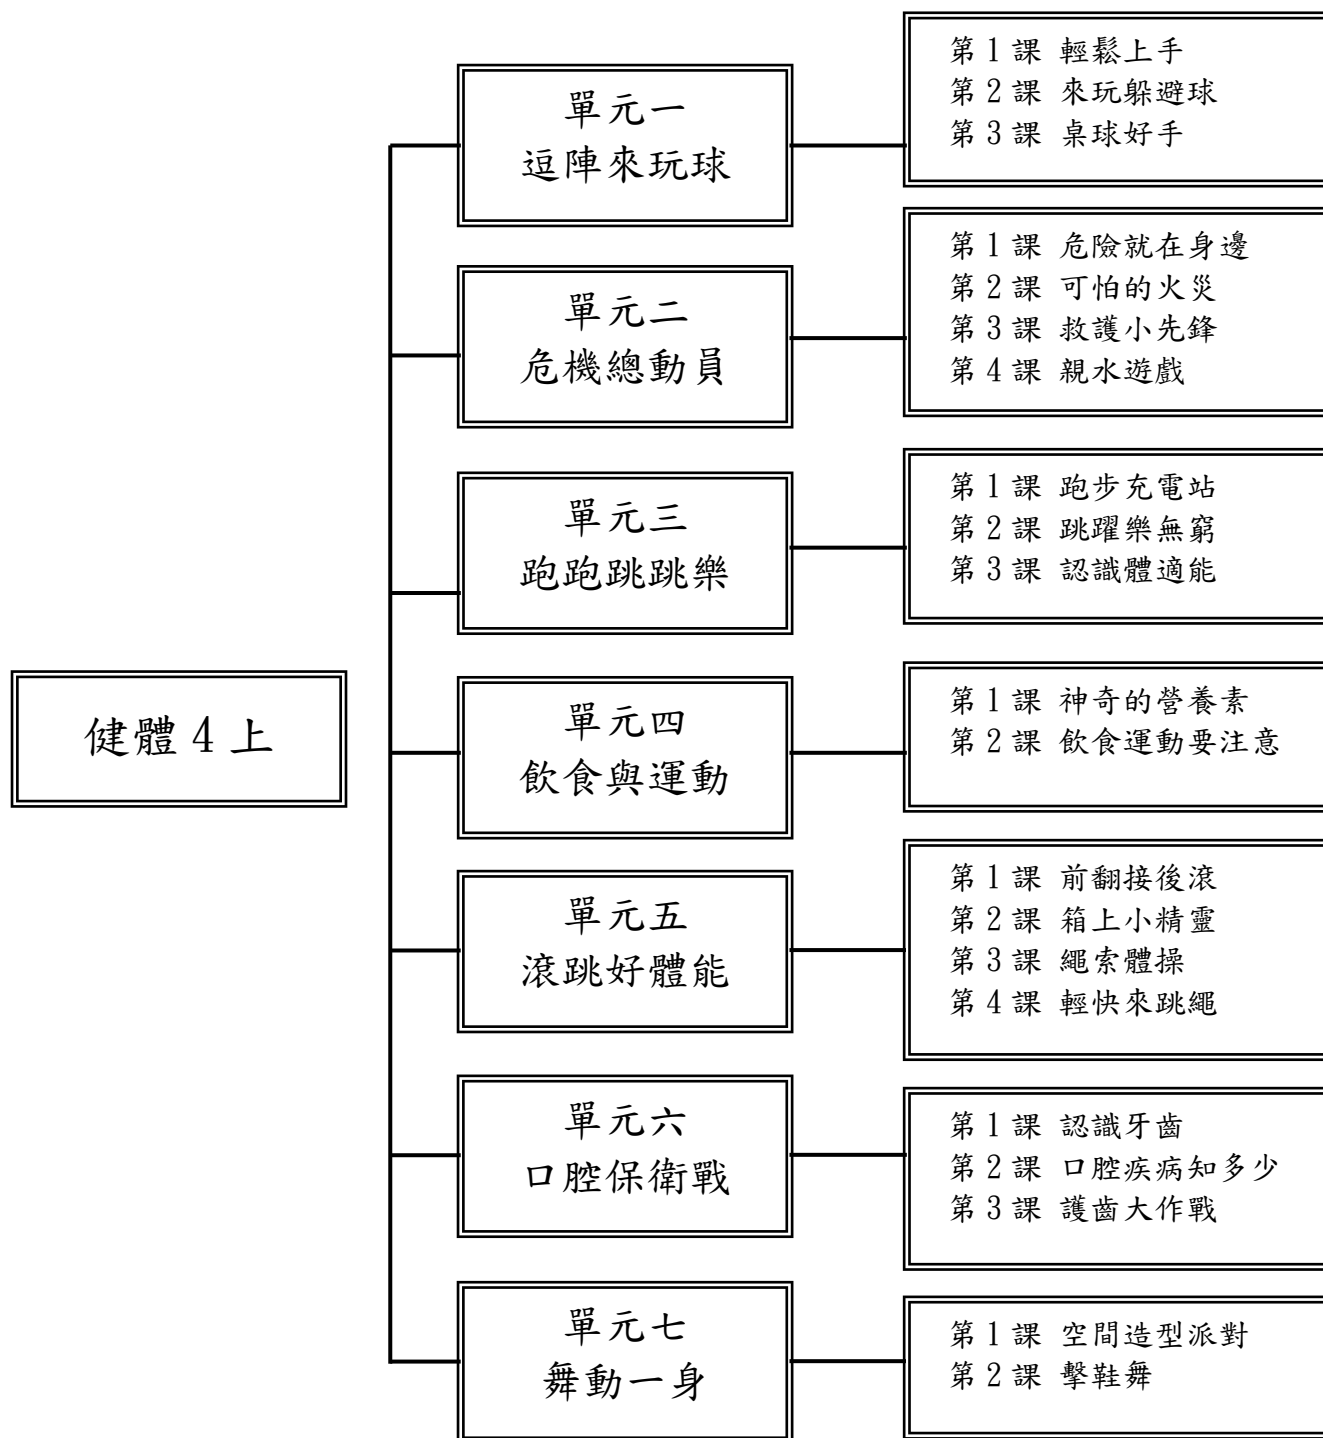 健體4上
單元一
逗陣來玩球
第1課 輕鬆上手
第2課 來玩躲避球
第3課 桌球好手
單元二
危機總動員
第1課 危險就在身邊
第2課 可怕的火災
第3課 救護小先鋒
第4課 親水遊戲
單元三
跑跑跳跳樂
第1課 跑步充電站
第2課 跳躍樂無窮
第3課 認識體適能
單元四
飲食與運動
第1課 神奇的營養素
第2課 飲食運動要注意
單元五
滾跳好體能
第1課 前翻接後滾
第2課 箱上小精靈
第3課 繩索體操
第4課 輕快來跳繩
單元六
口腔保衛戰
第1課 認識牙齒
第2課 口腔疾病知多少
第3課 護齒大作戰
單元七
舞動一身
第1課 空間造型派對
第2課 擊鞋舞